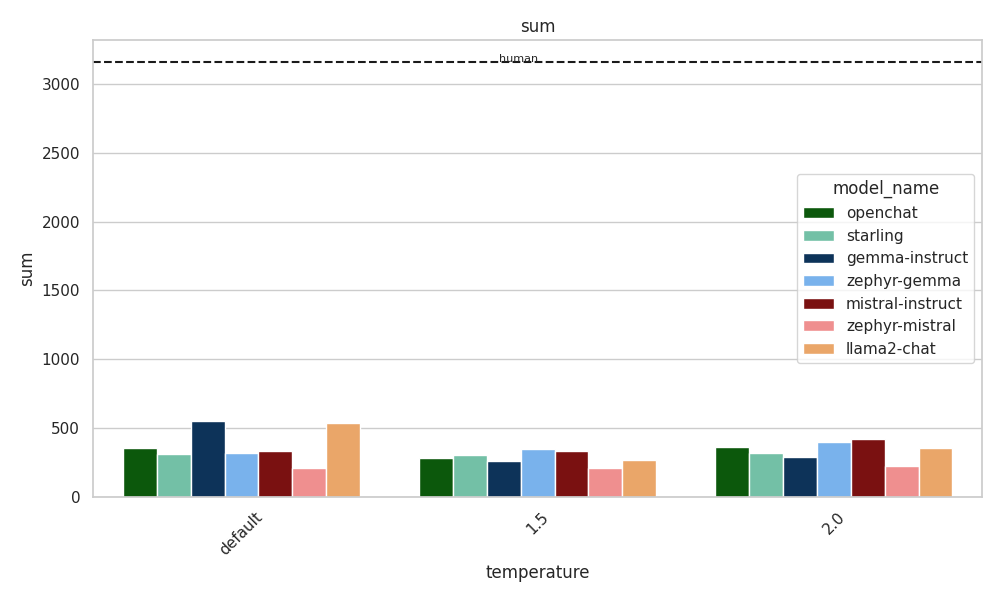 sum
human
3000
2500
2000
1500
1000
500
0
sum
model_name
openchat
starling
gemma-instruct
zephyr-gemma
mistral-instruct
zephyr-mistral
llama2-chat
default
1.5
2.0
temperature